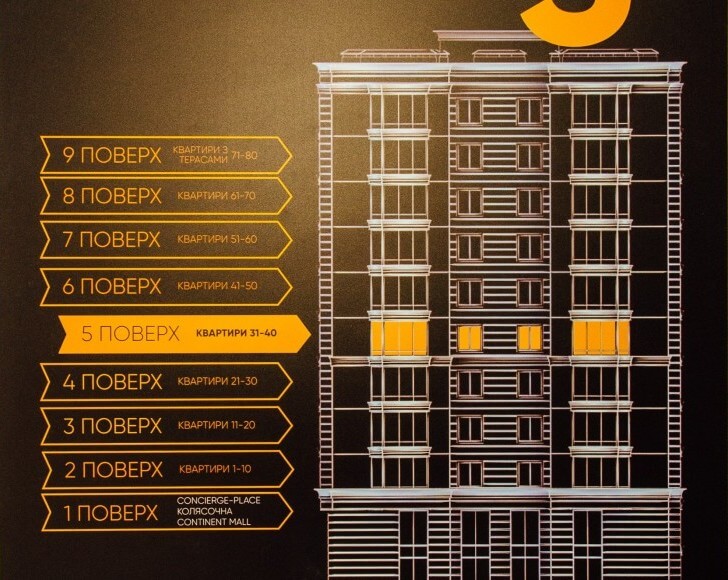 9 ПОВЕРХ КВАРТИРИ З ТЕРАСАМИ 71-80
8 ПОВЕРХ КВАРТИРИ 61-70
7 ПОВЕРХ КВАРТИРИ 51-60
6 ПОВЕРХ КВАРТИРИ 41-50
5 ПОВЕРХ КВАРТИРИ 31-40
4 ПОВЕРХ КВАРТИРИ 21-30
3 ПОВЕРХ КВАРТИРИ 11-20
2 ПОВЕРХ КВАРТИРИ 1-10
1 ПОВЕРХ CONCIERGE-PLACE
КОЛЯСОЧНА
CONTINENT MALL